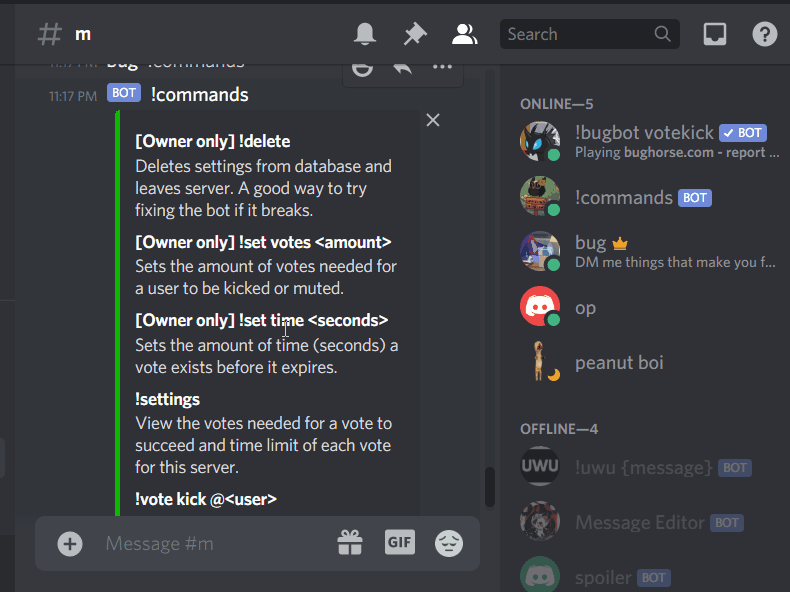 m
Search
11:17 PM bug !commands
11:17 PM BOT !commands
[Owner only] !delete
Deletes settings from database and
leaves server. A good way to try
fixing the bot if it breaks.
[Owner only] !set votes <amount>
Sets the amount of votes needed for
a user to be kicked or muted.
[Owner only] !set time <seconds>
Sets the amount of time (seconds) a
vote exists before it expires.
!settings
View the votes needed for a vote to
succeed and time limit of each vote
for this server.
!vote kick @<user>
Message #m
GIF
ONLINE—5
!bugbot votekick BOT
Playing bughorse.com - report ...
!commands BOT
bug
DM me things that make you f...
op
peanut boi
OFFLINE—4
UWU
!uwu {message} BOT
Message Editor BOT
spoiler BOT